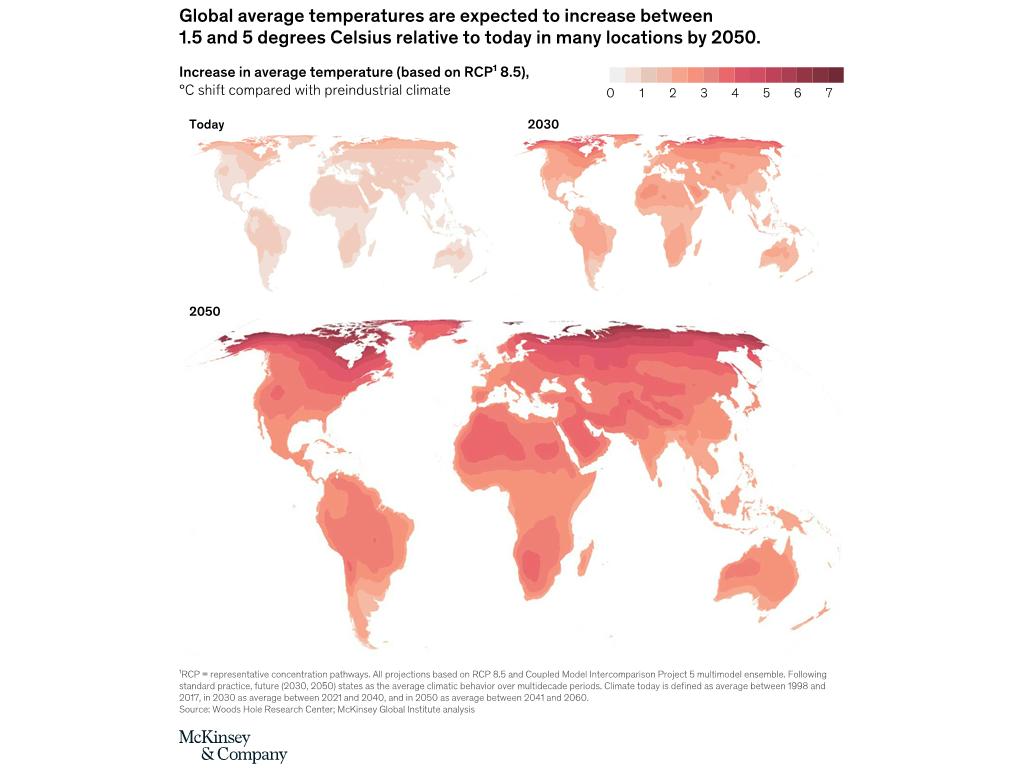 Global average temperatures are expected to increase between
1.5 and 5 degrees Celsius relative to today in many locations by 2050.
Increase in average temperature (based on RCP¹ 8.5),
°C shift compared with preindustrial climate
0 1 2 3 4 5 6 7
Today
2030
2050
¹RCP = representative concentration pathways. All projections based on RCP 8.5 and Coupled Model Intercomparison Project 5 multimodel ensemble. Following
standard practice, future (2030, 2050) states as the average climatic behavior over multidecade periods. Climate today is defined as average between 1998 and
2017, in 2030 as average between 2021 and 2040, and in 2050 as average between 2041 and 2060.
Source: Woods Hole Research Center; McKinsey Global Institute analysis
McKinsey
& Company